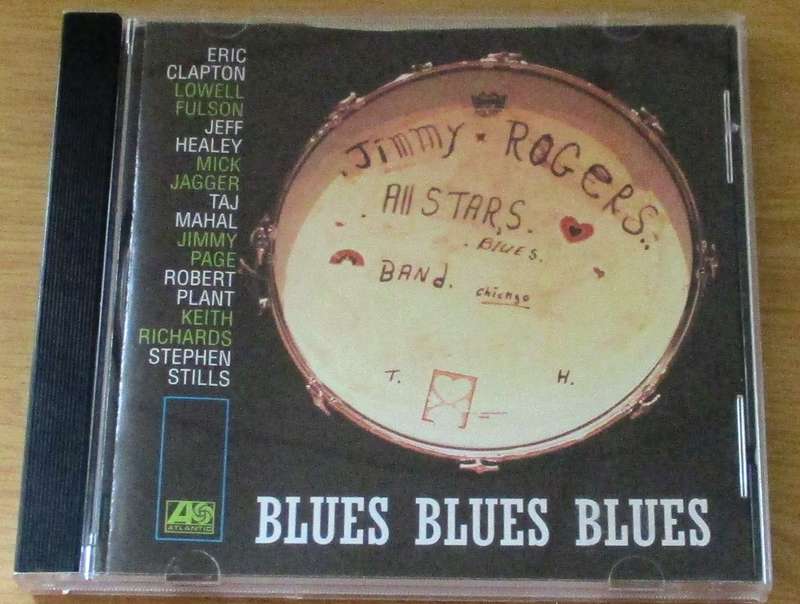 ERIC
CLAPTON
LOWELL
FULSON
JEFF
HEALEY
MICK
JAGGER
TAJ
MAHAL
JIMMY
PAGE
ROBERT
PLANT
KEITH
RICHARDS
STEPHEN
STILLS
Jimmy ROGeRS
All STARS.
BLUES.
BANd.
Chicago
T. H.
ATLANTIC
BLUES BLUES BLUES